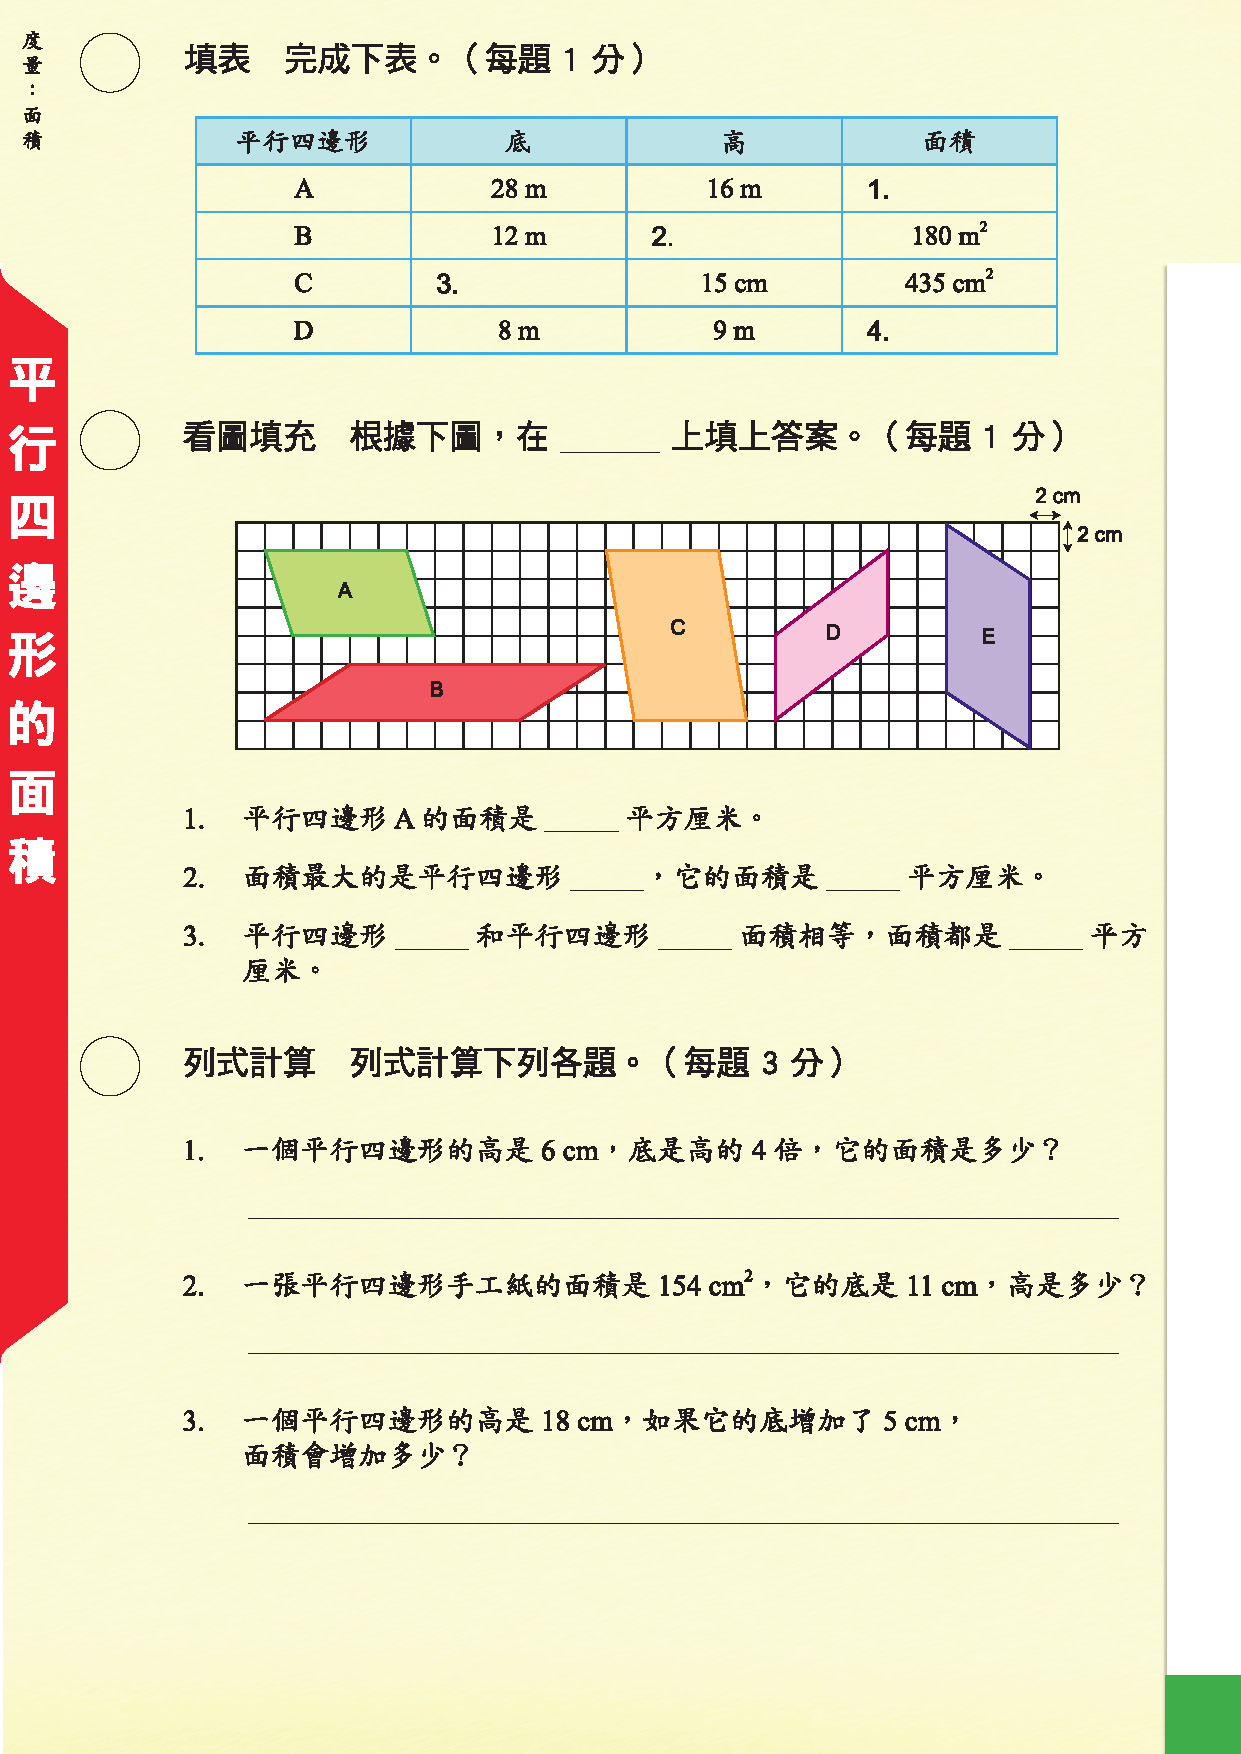 度量：面積
填表　完成下表。（每題 1 分）
平行四邊形　底　高　面積
A　28 m　16 m　1.
B　12 m　2.　180 m²
C　3.　15 cm　435 cm²
D　8 m　9 m　4.
平行四邊形的面積
看圖填充　根據下圖，在 ______ 上填上答案。（每題 1 分）
2 cm
2 cm
A
C
D
E
B
1.　平行四邊形 A 的面積是 _____ 平方厘米。
2.　面積最大的是平行四邊形 _____，它的面積是 _____ 平方厘米。
3.　平行四邊形 _____ 和平行四邊形 _____ 面積相等，面積都是 _____ 平方
厘米。
列式計算　列式計算下列各題。（每題 3 分）
1.　一個平行四邊形的高是 6 cm，底是高的 4 倍，它的面積是多少？
2.　一張平行四邊形手工紙的面積是 154 cm²，它的底是 11 cm，高是多少？
3.　一個平行四邊形的高是 18 cm，如果它的底增加了 5 cm，
面積會增加多少？